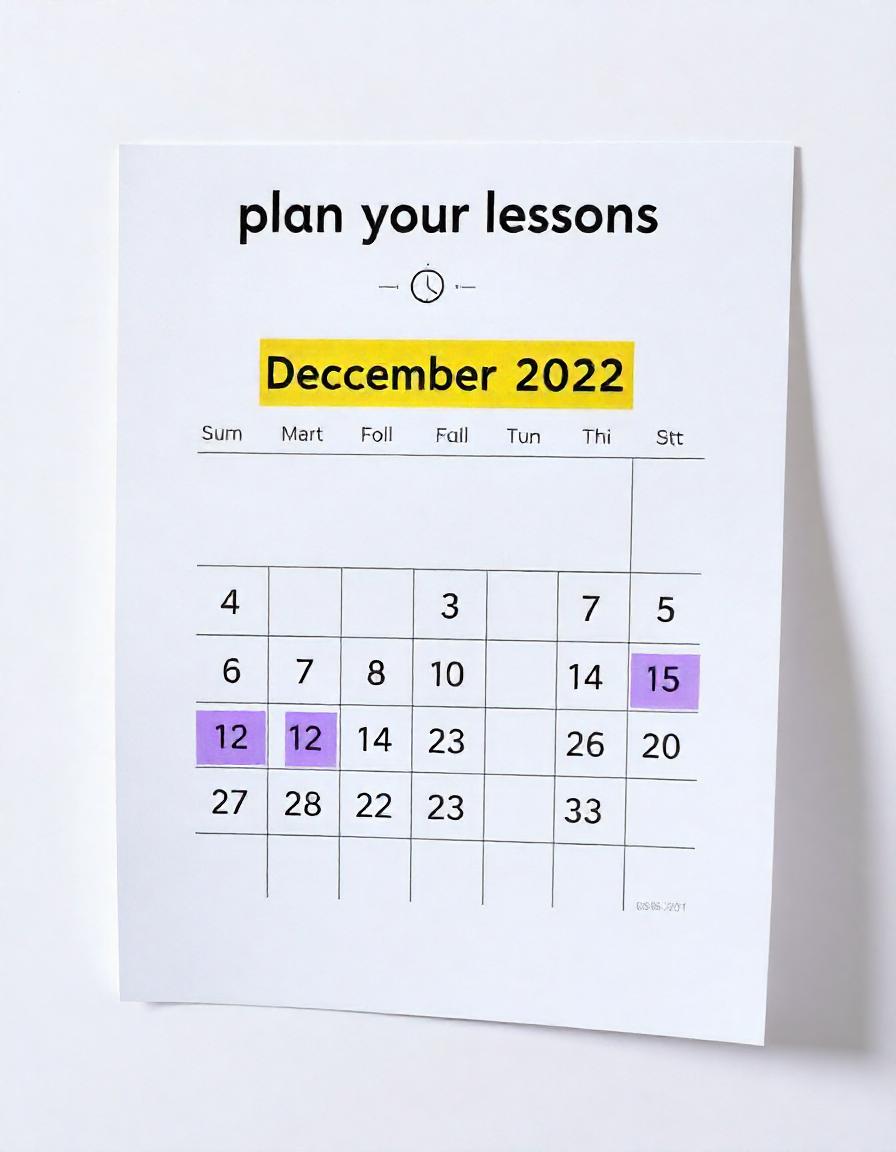 plan your lessons
Deccember 2022
Sum Mart Foll Fall Tun Thi Stt
4 3 7 5
6 7 8 10 14 15
12 12 14 23 26 20
27 28 22 23 33